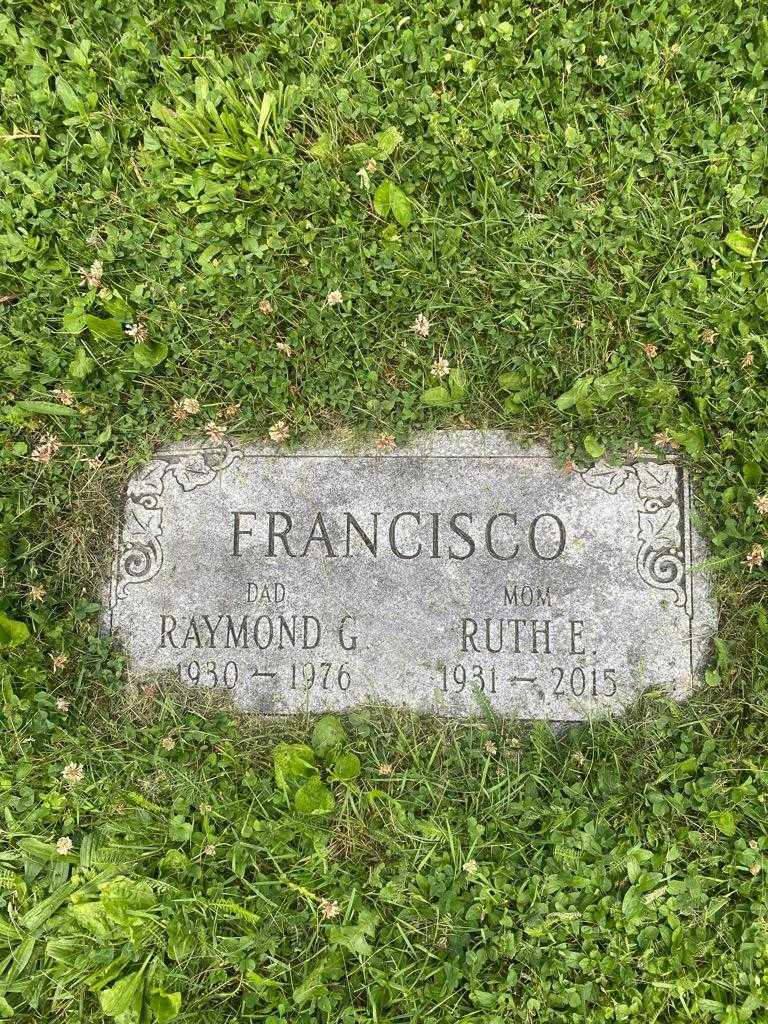 FRANCISCO
DAD MOM
RAYMOND G. RUTH E.
1930 – 1976 1931 – 2015